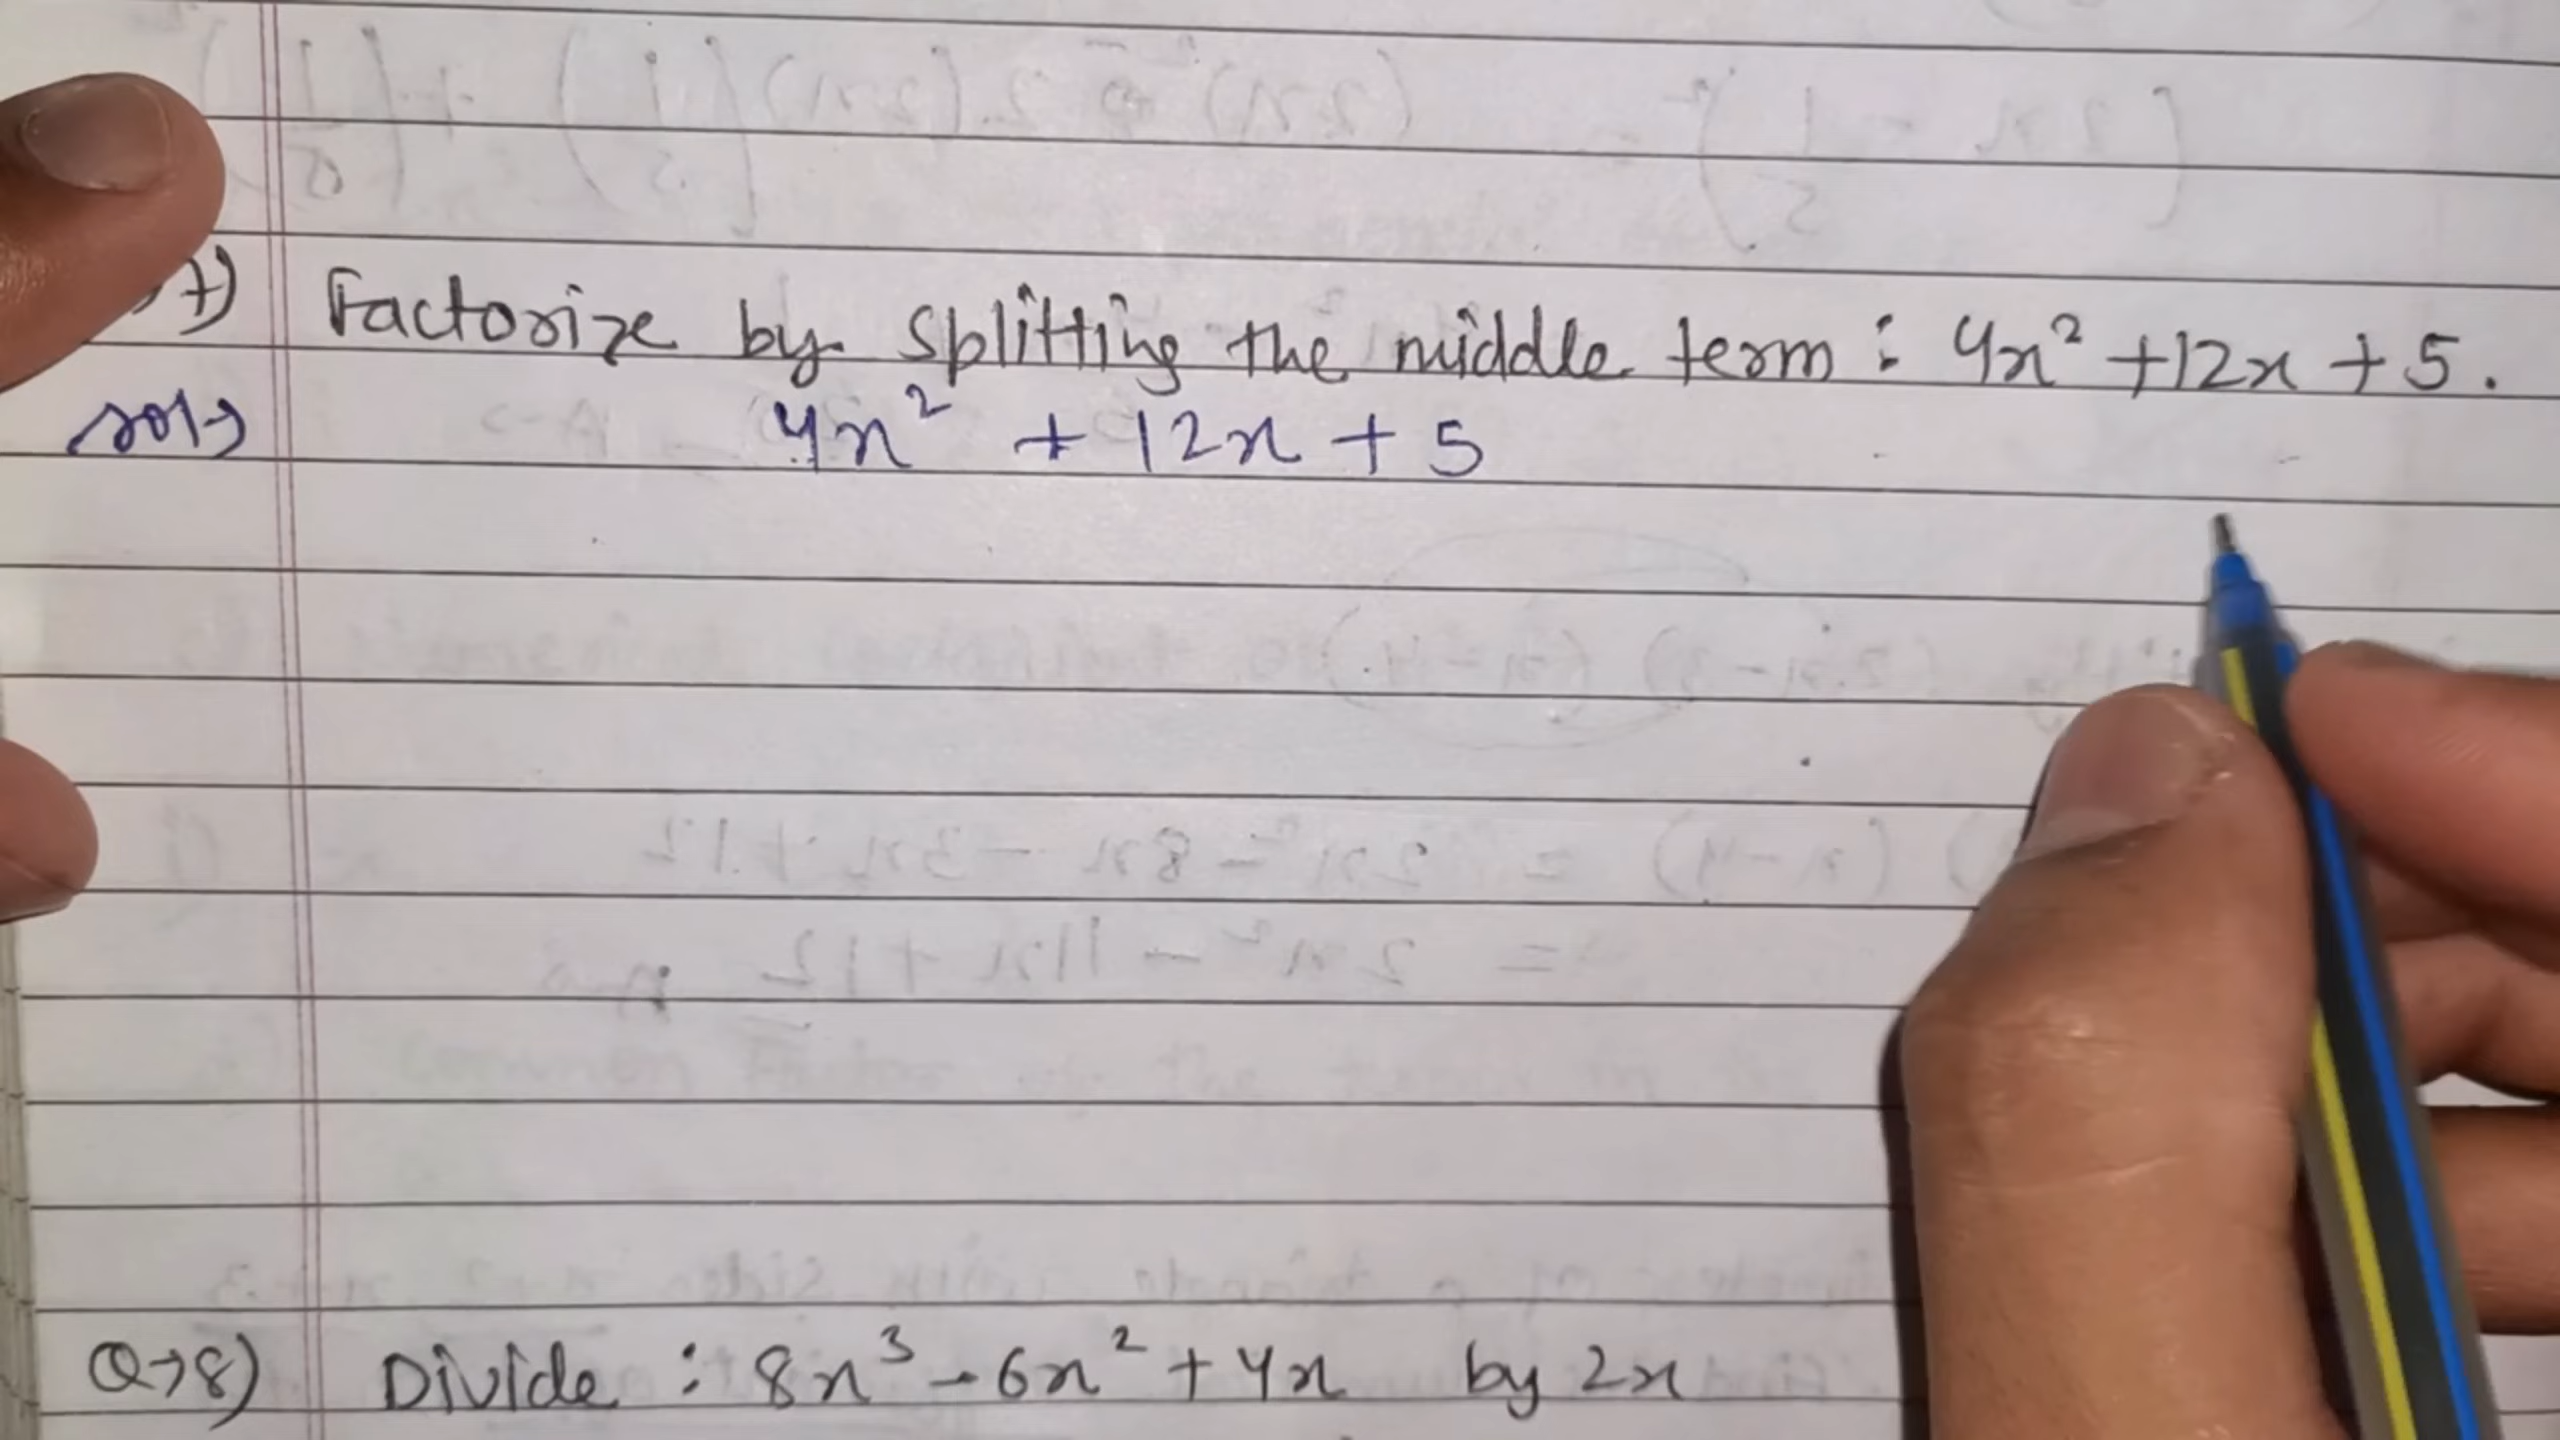 7) Factorize by splitting the middle term : 4x² + 12x + 5.
sol→ 4x² + 12x + 5
Q→8) Divide : 8x³ - 6x² + 4x by 2x